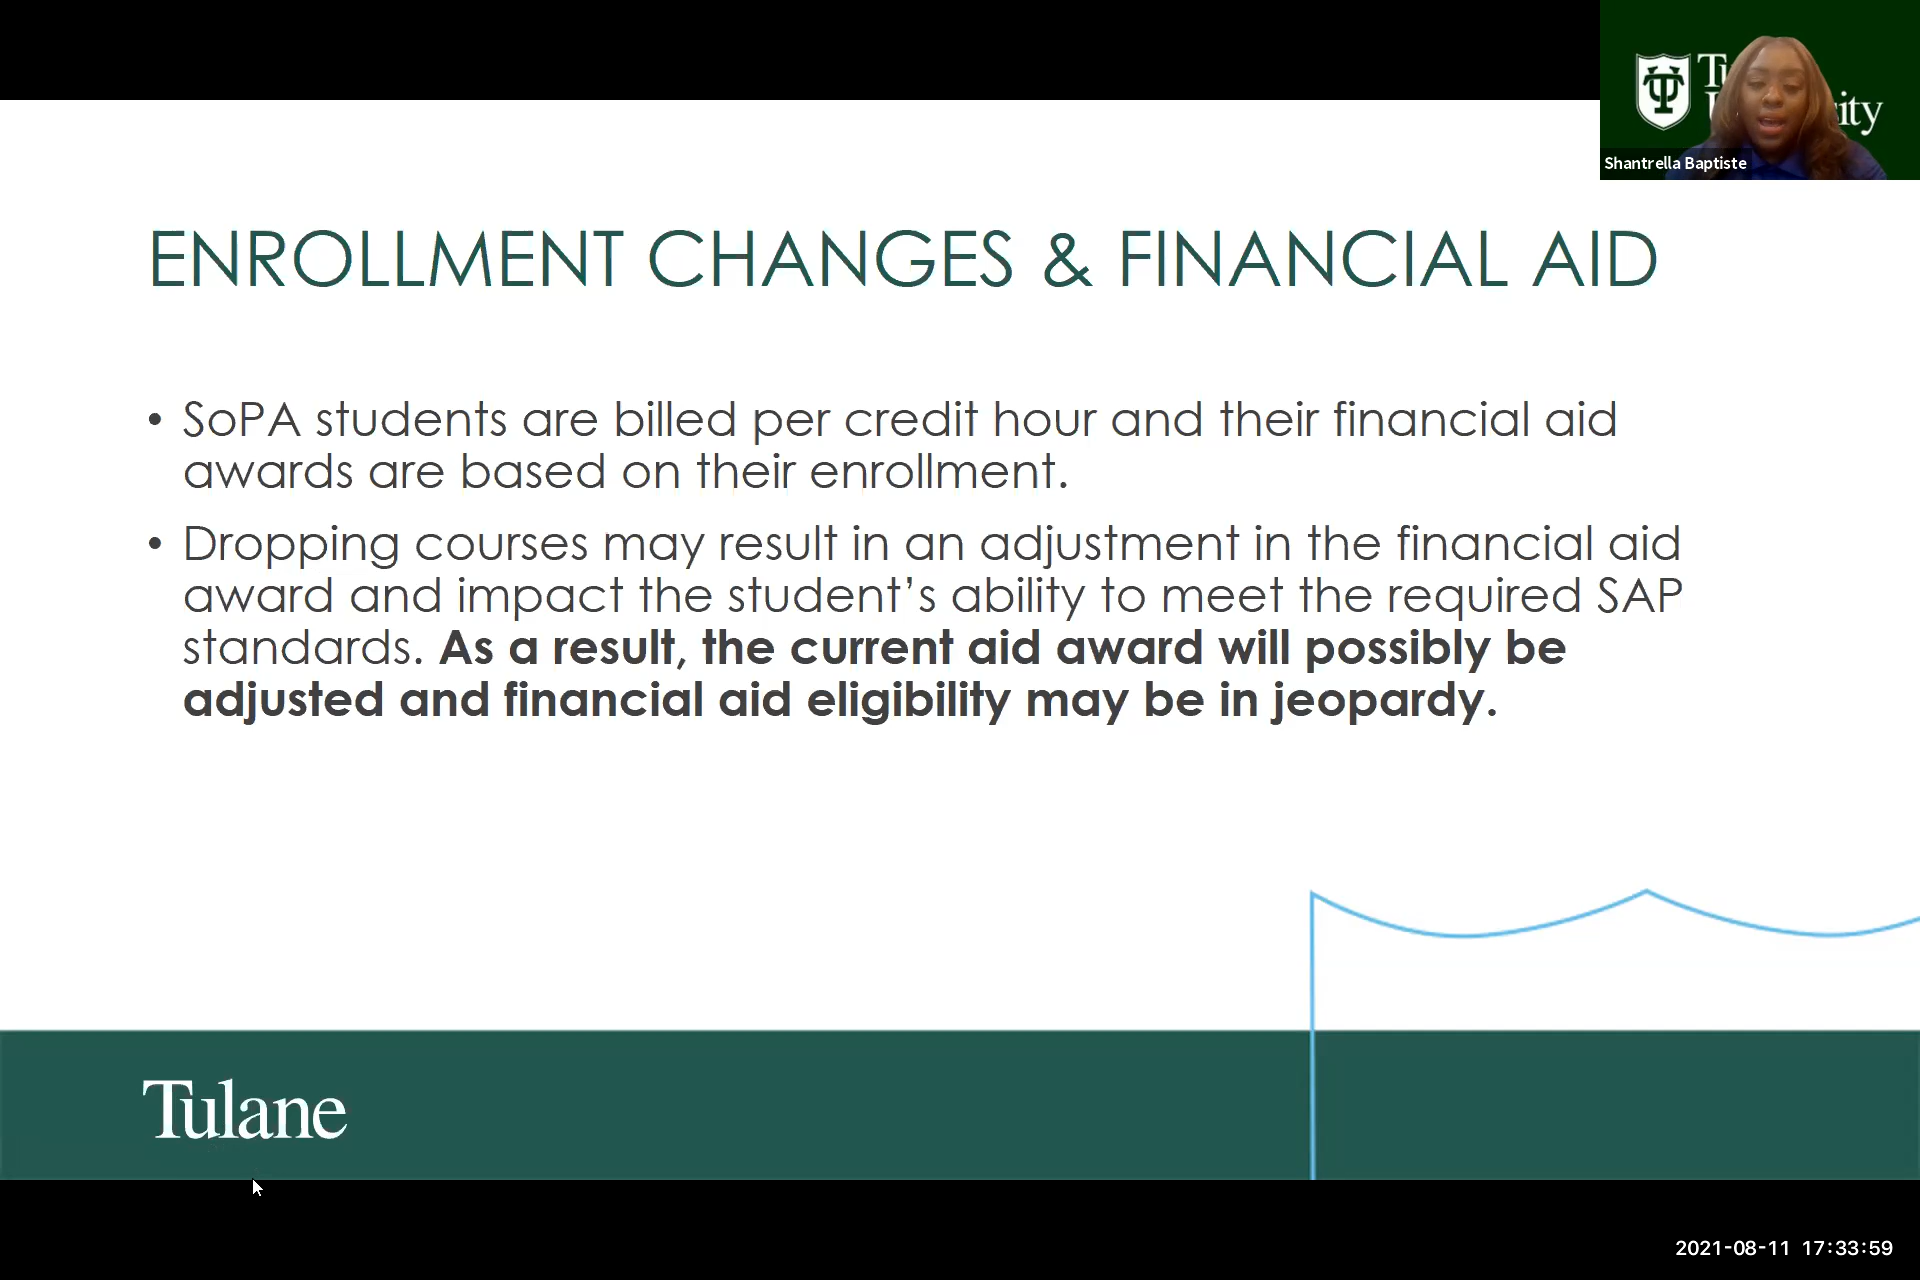 Shantrella Baptiste
ENROLLMENT CHANGES & FINANCIAL AID
• SoPA students are billed per credit hour and their financial aid
awards are based on their enrollment.
• Dropping courses may result in an adjustment in the financial aid
award and impact the student’s ability to meet the required SAP
standards. As a result, the current aid award will possibly be
adjusted and financial aid eligibility may be in jeopardy.
Tulane
2021-08-11 17:33:59